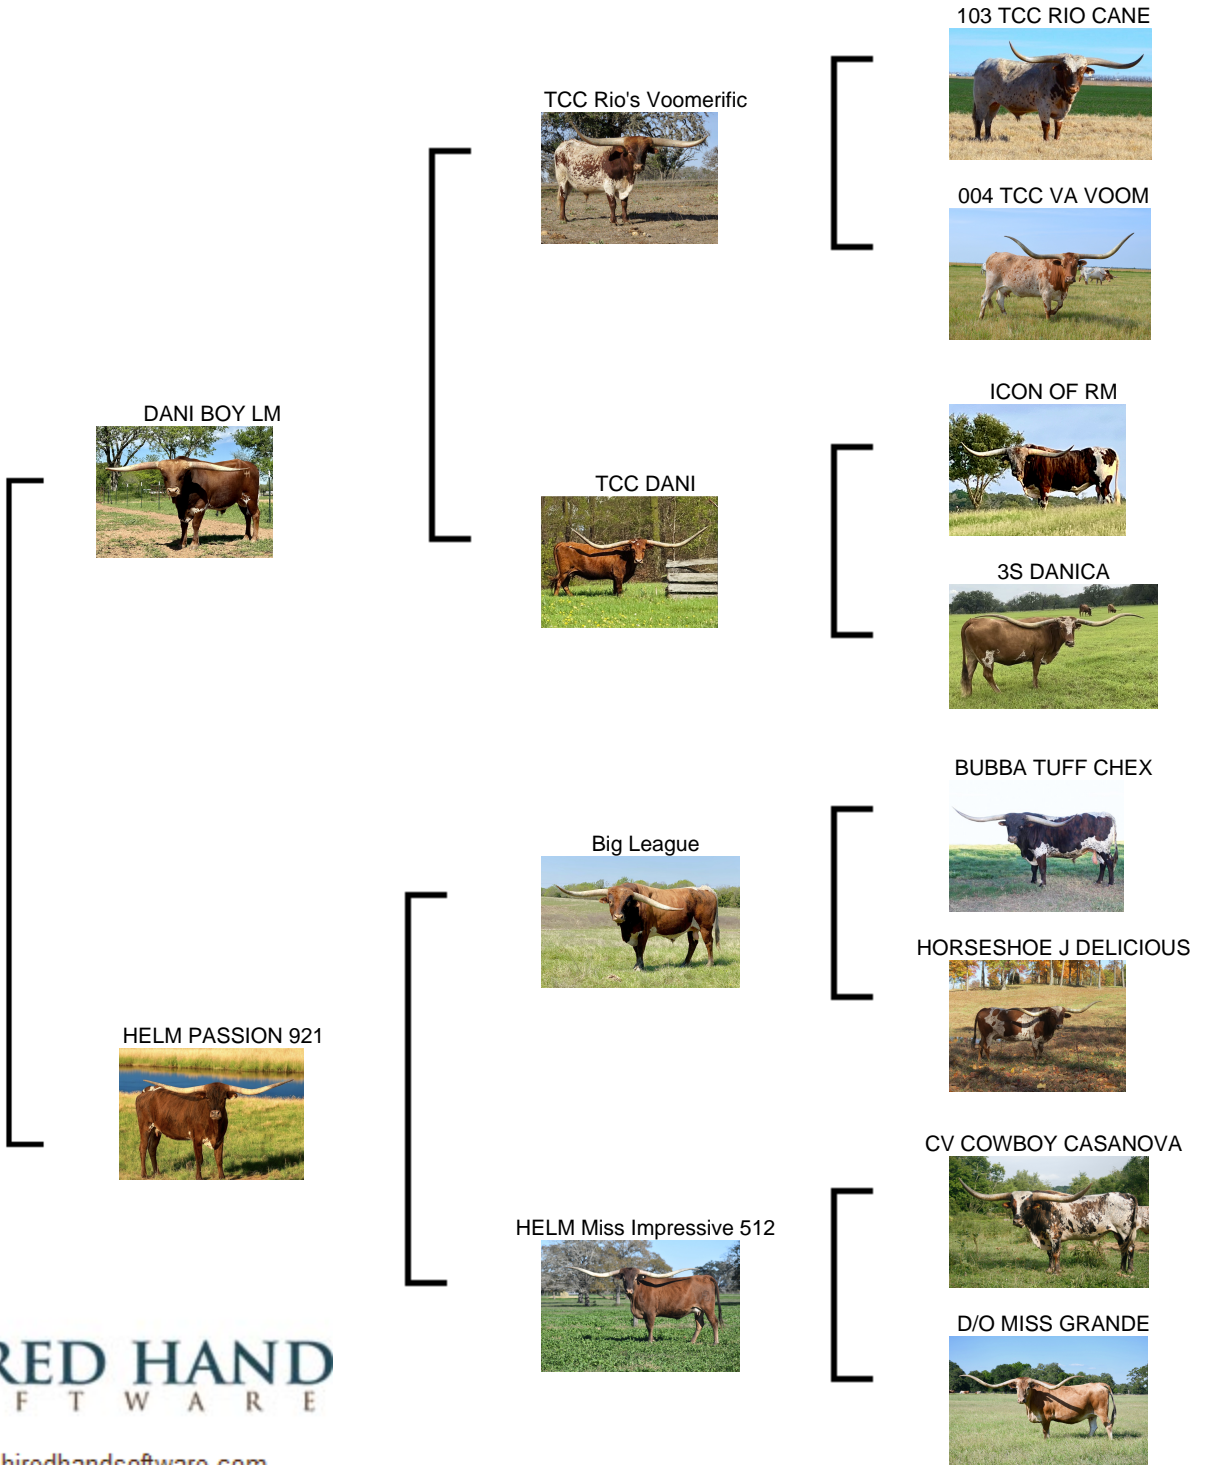 103 TCC RIO CANE
TCC Rio's Voomerific
004 TCC VA VOOM
DANI BOY LM
ICON OF RM
TCC DANI
3S DANICA
BUBBA TUFF CHEX
Big League
HORSESHOE J DELICIOUS
HELM PASSION 921
CV COWBOY CASANOVA
HELM Miss Impressive 512
D/O MISS GRANDE
RED HAND
F T W A R E
hiredhandsoftware.com